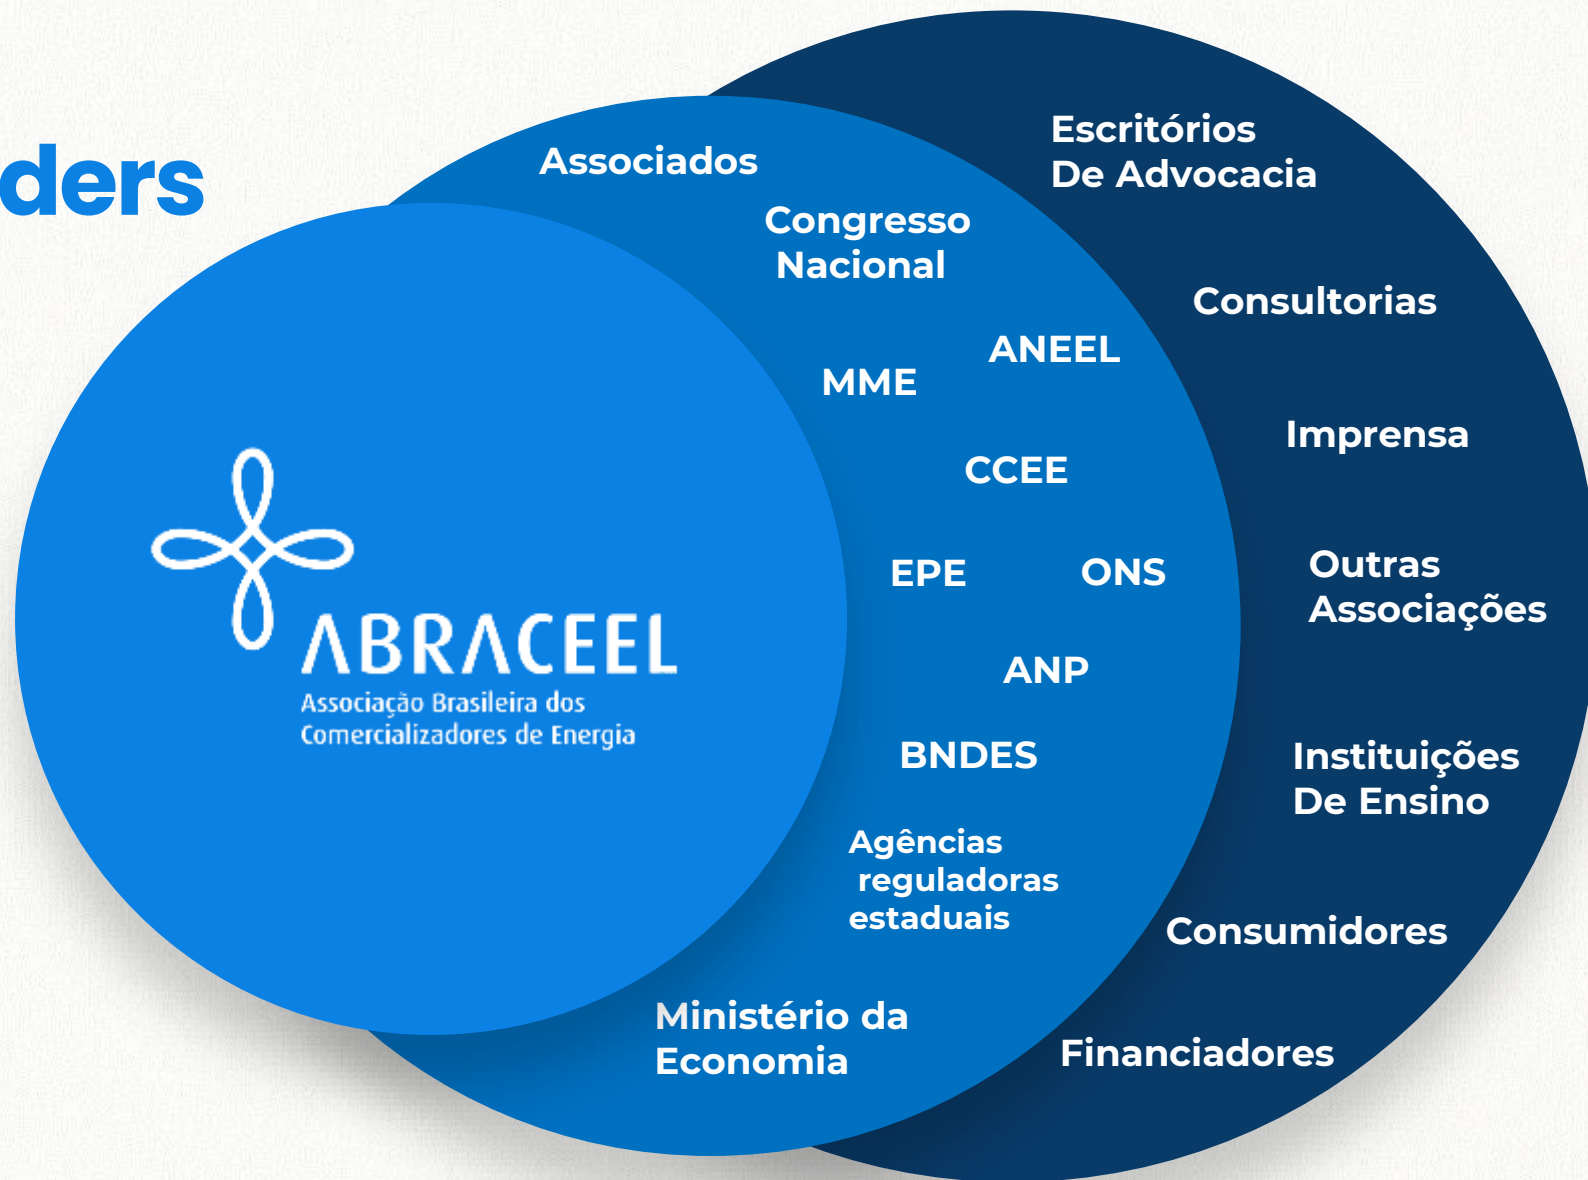 ders
Associados
Congresso
Nacional
ANEEL
MME
CCEE
EPE
ONS
ANP
BNDES
Agências
reguladoras
estaduais
Ministério da
Economia
Escritórios
De Advocacia
Consultorias
Imprensa
Outras
Associações
Instituições
De Ensino
Consumidores
Financiadores
ABRACEEL
Associação Brasileira dos
Comercializadores de Energia